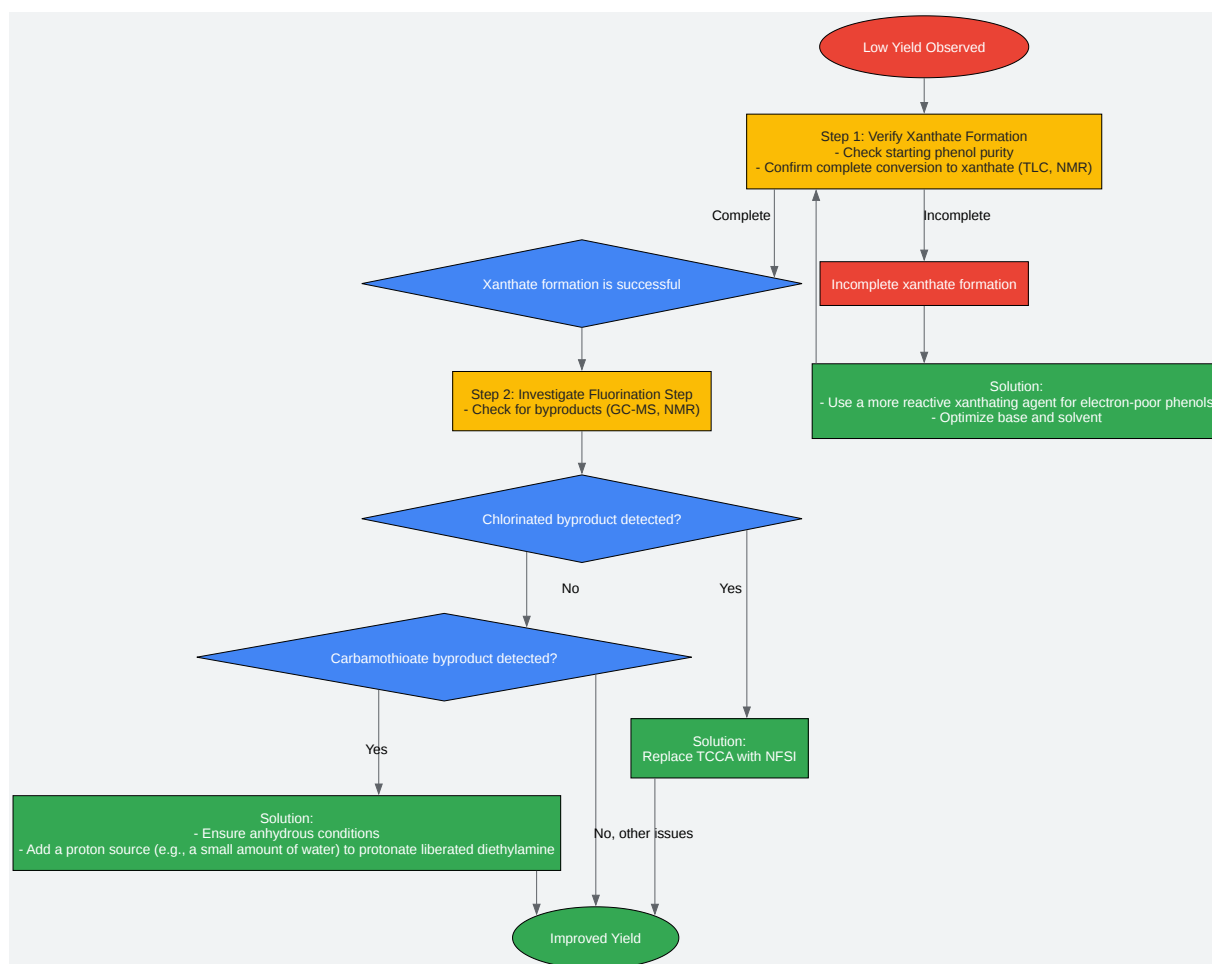 Low Yield Observed
Step 1: Verify Xanthate Formation
- Check starting phenol purity
- Confirm complete conversion to xanthate (TLC, NMR)
Complete
Incomplete
Xanthate formation is successful
Incomplete xanthate formation
Step 2: Investigate Fluorination Step
- Check for byproducts (GC-MS, NMR)
Solution:
- Use a more reactive xanthating agent for electron-poor phenols
- Optimize base and solvent
Chlorinated byproduct detected?
No
Yes
Carbamothioate byproduct detected?
Yes
Solution:
Replace TCCA with NFSI
Solution:
- Ensure anhydrous conditions
- Add a proton source (e.g., a small amount of water) to protonate liberated diethylamine
No, other issues
Improved Yield